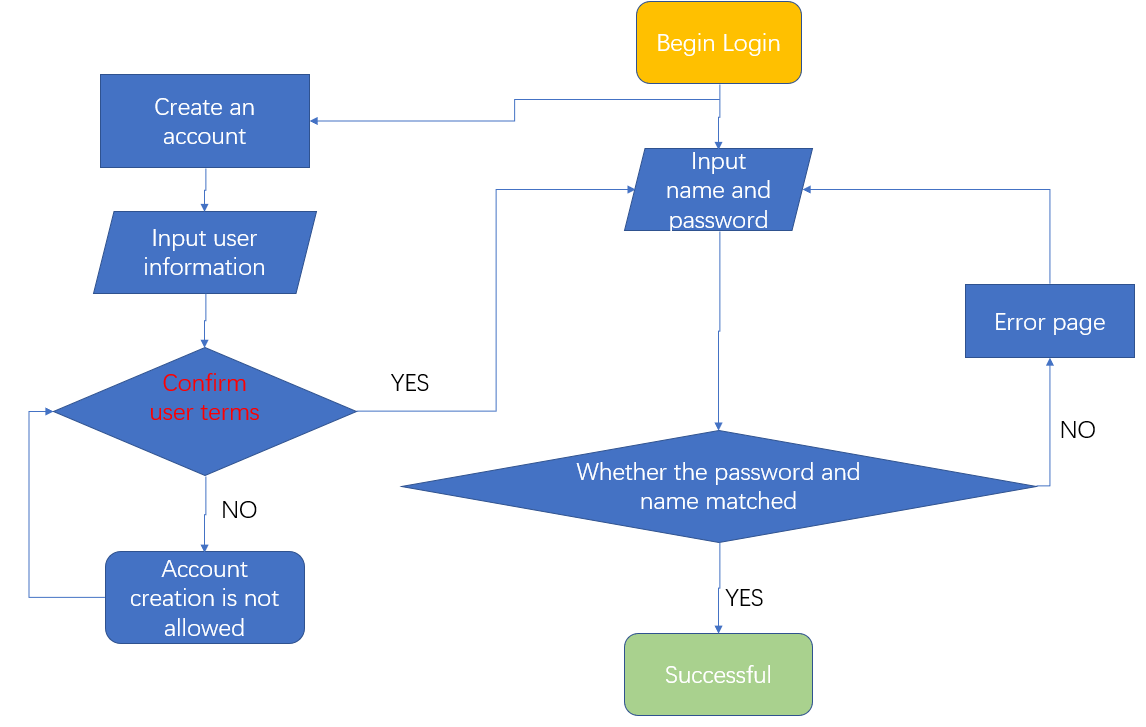 Begin Login
Create an
account
Input
name and
password
Input user
information
Error page
Confirm
user terms
YES
NO
Whether the password and
name matched
NO
Account
creation is not
allowed
YES
Successful